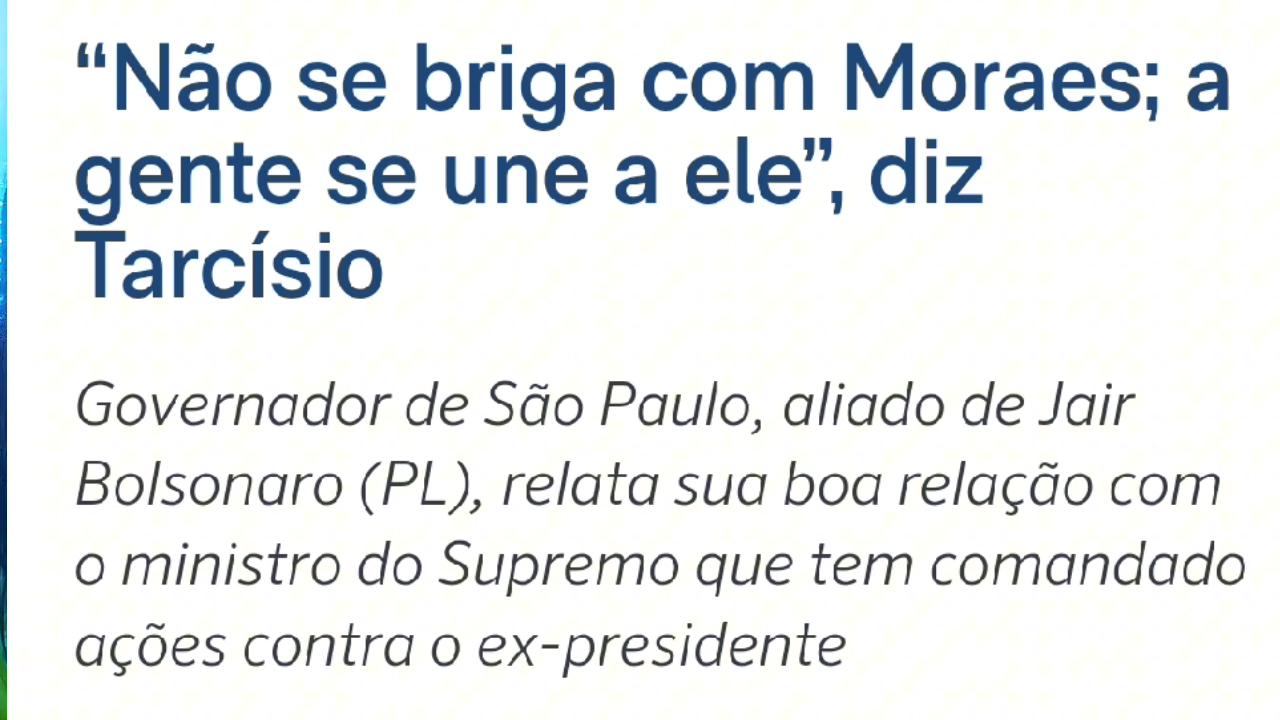 “Não se briga com Moraes; a
gente se une a ele”, diz
Tarcísio
Governador de São Paulo, aliado de Jair
Bolsonaro (PL), relata sua boa relação com
o ministro do Supremo que tem comandado
ações contra o ex-presidente